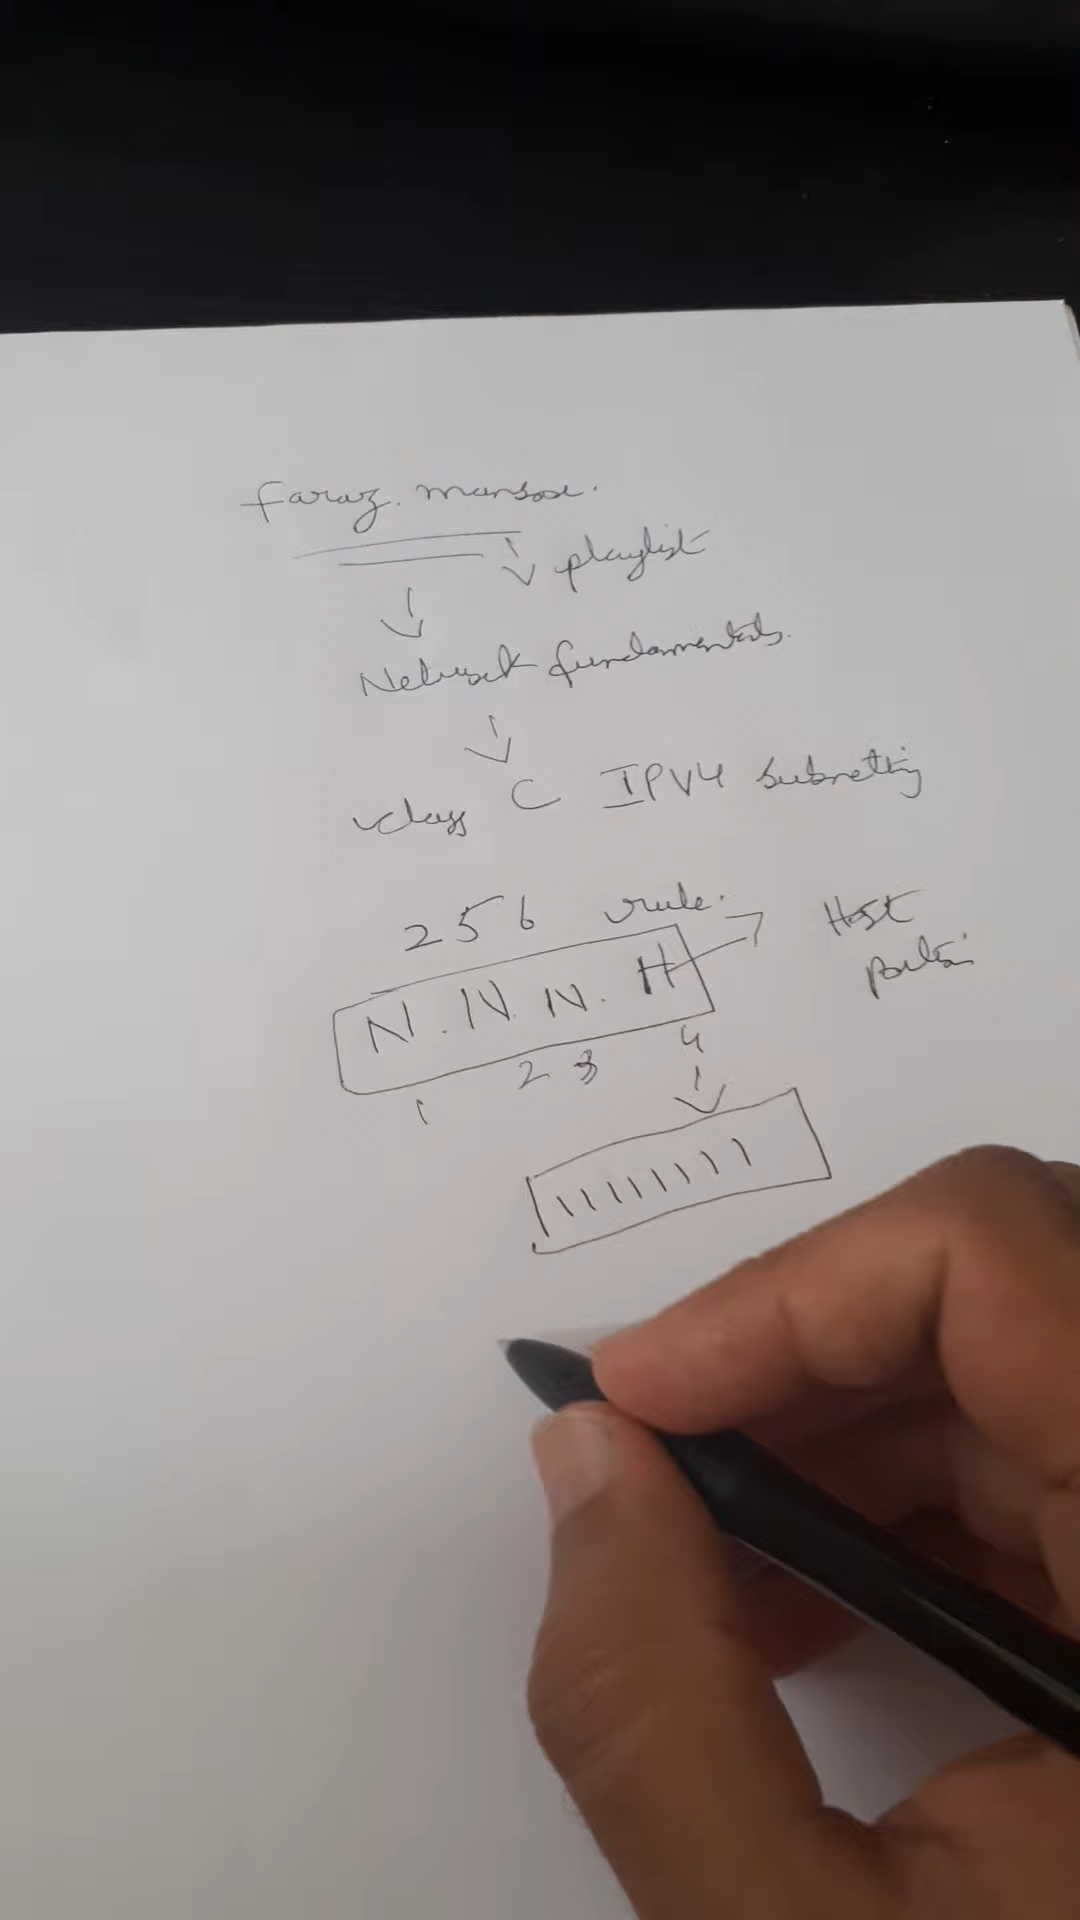 faraz. mansoor.
playlist
Network fundamentals.
class C IPV4 Subnetting
256 rule.
N. N. N. H
Host
portion
1 2 3 4
11111111